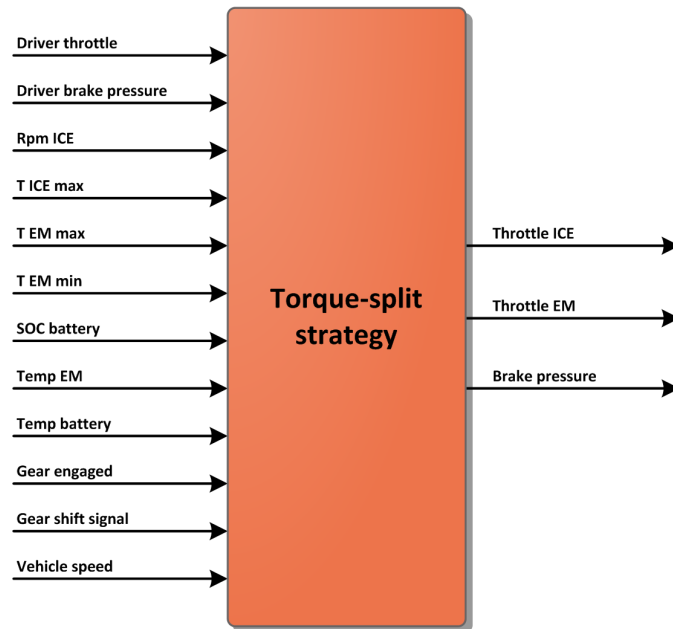 Driver throttle
Driver brake pressure
Rpm ICE
T ICE max
T EM max
T EM min
SOC battery
Temp EM
Temp battery
Gear engaged
Gear shift signal
Vehicle speed
Torque-split
strategy
Throttle ICE
Throttle EM
Brake pressure